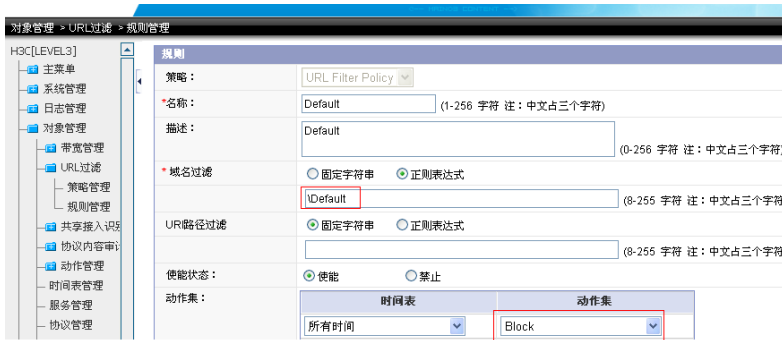 对象管理 > URL过滤 > 规则管理
H3C[LEVEL3]
主菜单
系统管理
日志管理
对象管理
带宽管理
URL过滤
策略管理
规则管理
共享接入识别
协议内容审计
动作管理
时间表管理
服务管理
协议管理
规则
策略：
URL Filter Policy
*名称：
Default
(1-256 字符 注：中文占三个字符)
描述：
Default
(0-256 字符 注：中文占三个字符)
* 域名过滤
固定字符串 正则表达式
\Default
(8-255 字符 注：中文占三个字符
URI路径过滤
固定字符串 正则表达式
(8-255 字符 注：中文占三个字符
使能状态：
使能 禁止
动作集：
时间表 动作集
所有时间 Block